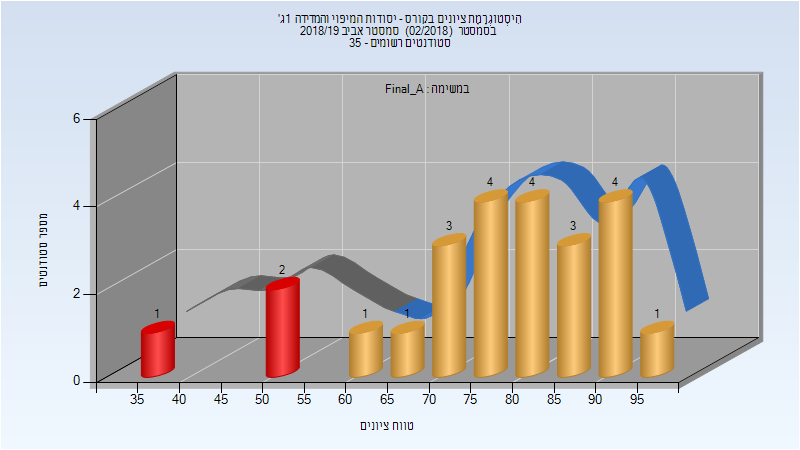 היסטוגרמת ציונים בקורס - יסודות המיפוי והמדידה 1ג'
בסמסטר (02/2018) סמסטר אביב 2018/19
סטודנטים רשומים - 35
במשימה : Final_A
מספר סטודנטים
6
4
2
0
1
2
1
1
3
4
4
3
4
1
35 40 45 50 55 60 65 70 75 80 85 90 95
טווח ציונים